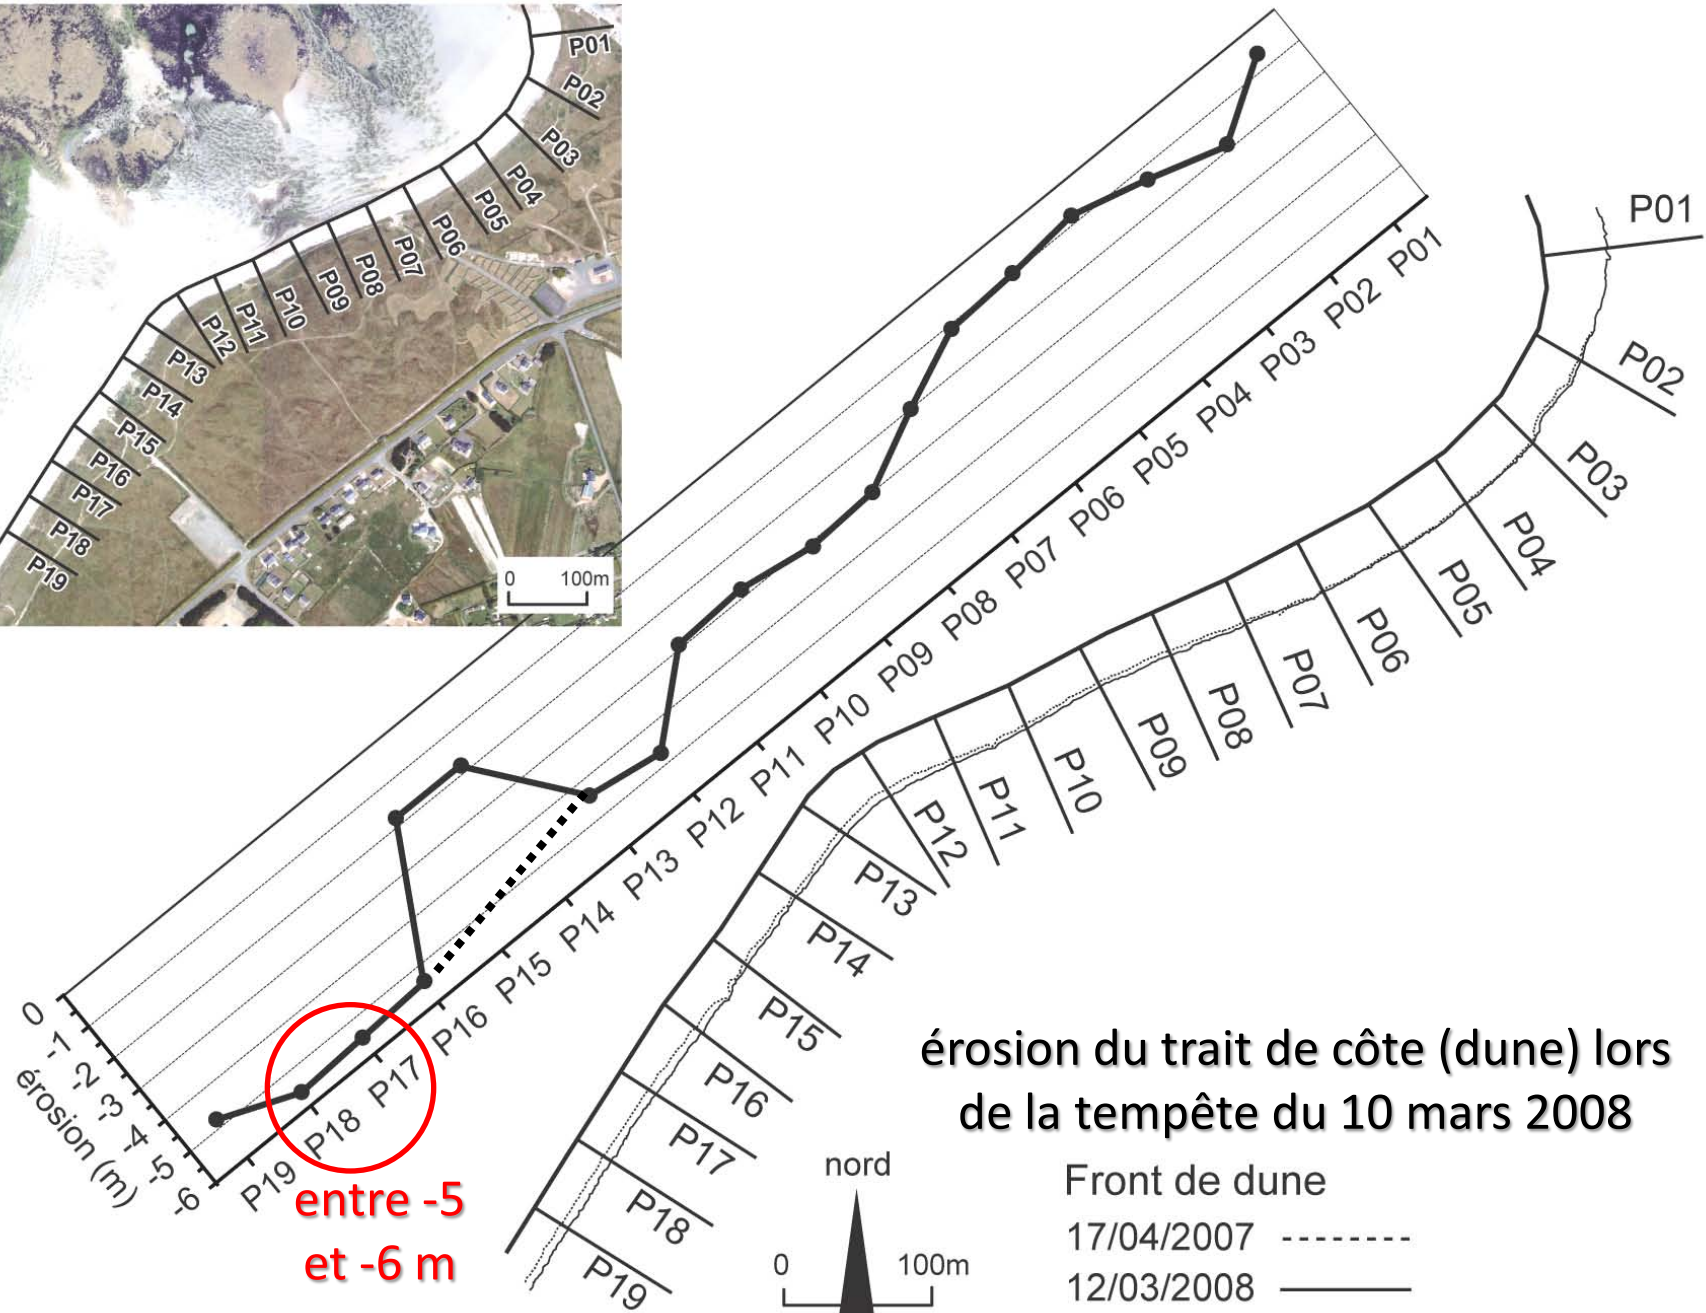 P01
P02
P03
P04
P05
P06
P07
P08
P09
P10
P11
P12
P13
P14
P15
P16
P17
P18
P19
0 100m
0
-1
-2
-3
-4
-5
-6
érosion (m)
P19
P18
P17
P16
P15
P14
P13
P12
P11
P10
P09
P08
P07
P06
P05
P04
P03
P02
P01
entre -5
et -6 m
P01
P02
P03
P04
P05
P06
P07
P08
P09
P10
P11
P12
P13
P14
P15
P16
P17
P18
P19
érosion du trait de côte (dune) lors
de la tempête du 10 mars 2008
nord
0 100m
Front de dune
17/04/2007
12/03/2008